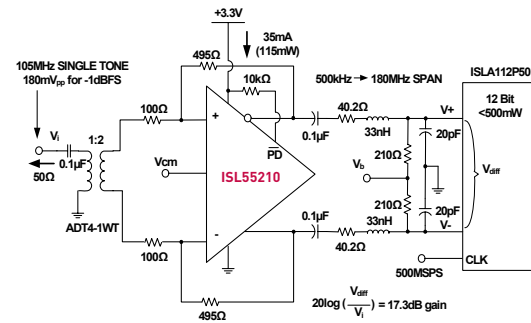 +3.3V
35mA
(115mW)
ISLA112P50
105MHz SINGLE TONE
180mVpp for -1dBFS
495Ω
10kΩ
500kHz → 180MHz SPAN
12 Bit
<500mW
Vi
1:2
100Ω
+
PD
0.1µF
40.2Ω
33nH
V+
20pF
0.1µF
50Ω
Vcm
ISL55210
210Ω
Vb
Vdiff
210Ω
20pF
ADT4-1WT
0.1µF
33nH
40.2Ω
V-
100Ω
-
CLK
500MSPS
495Ω
20log (Vdiff/Vi) = 17.3dB gain